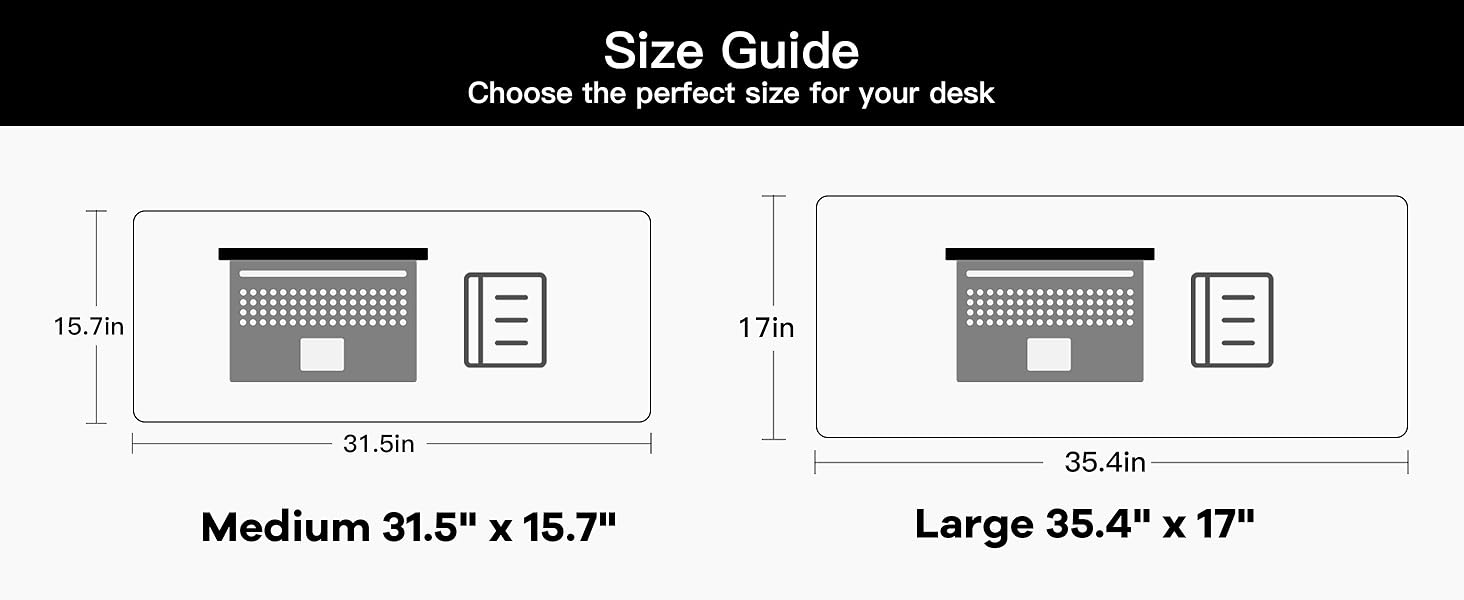 Size Guide
Choose the perfect size for your desk
15.7in
31.5in
Medium 31.5" x 15.7"
17in
35.4in
Large 35.4" x 17"